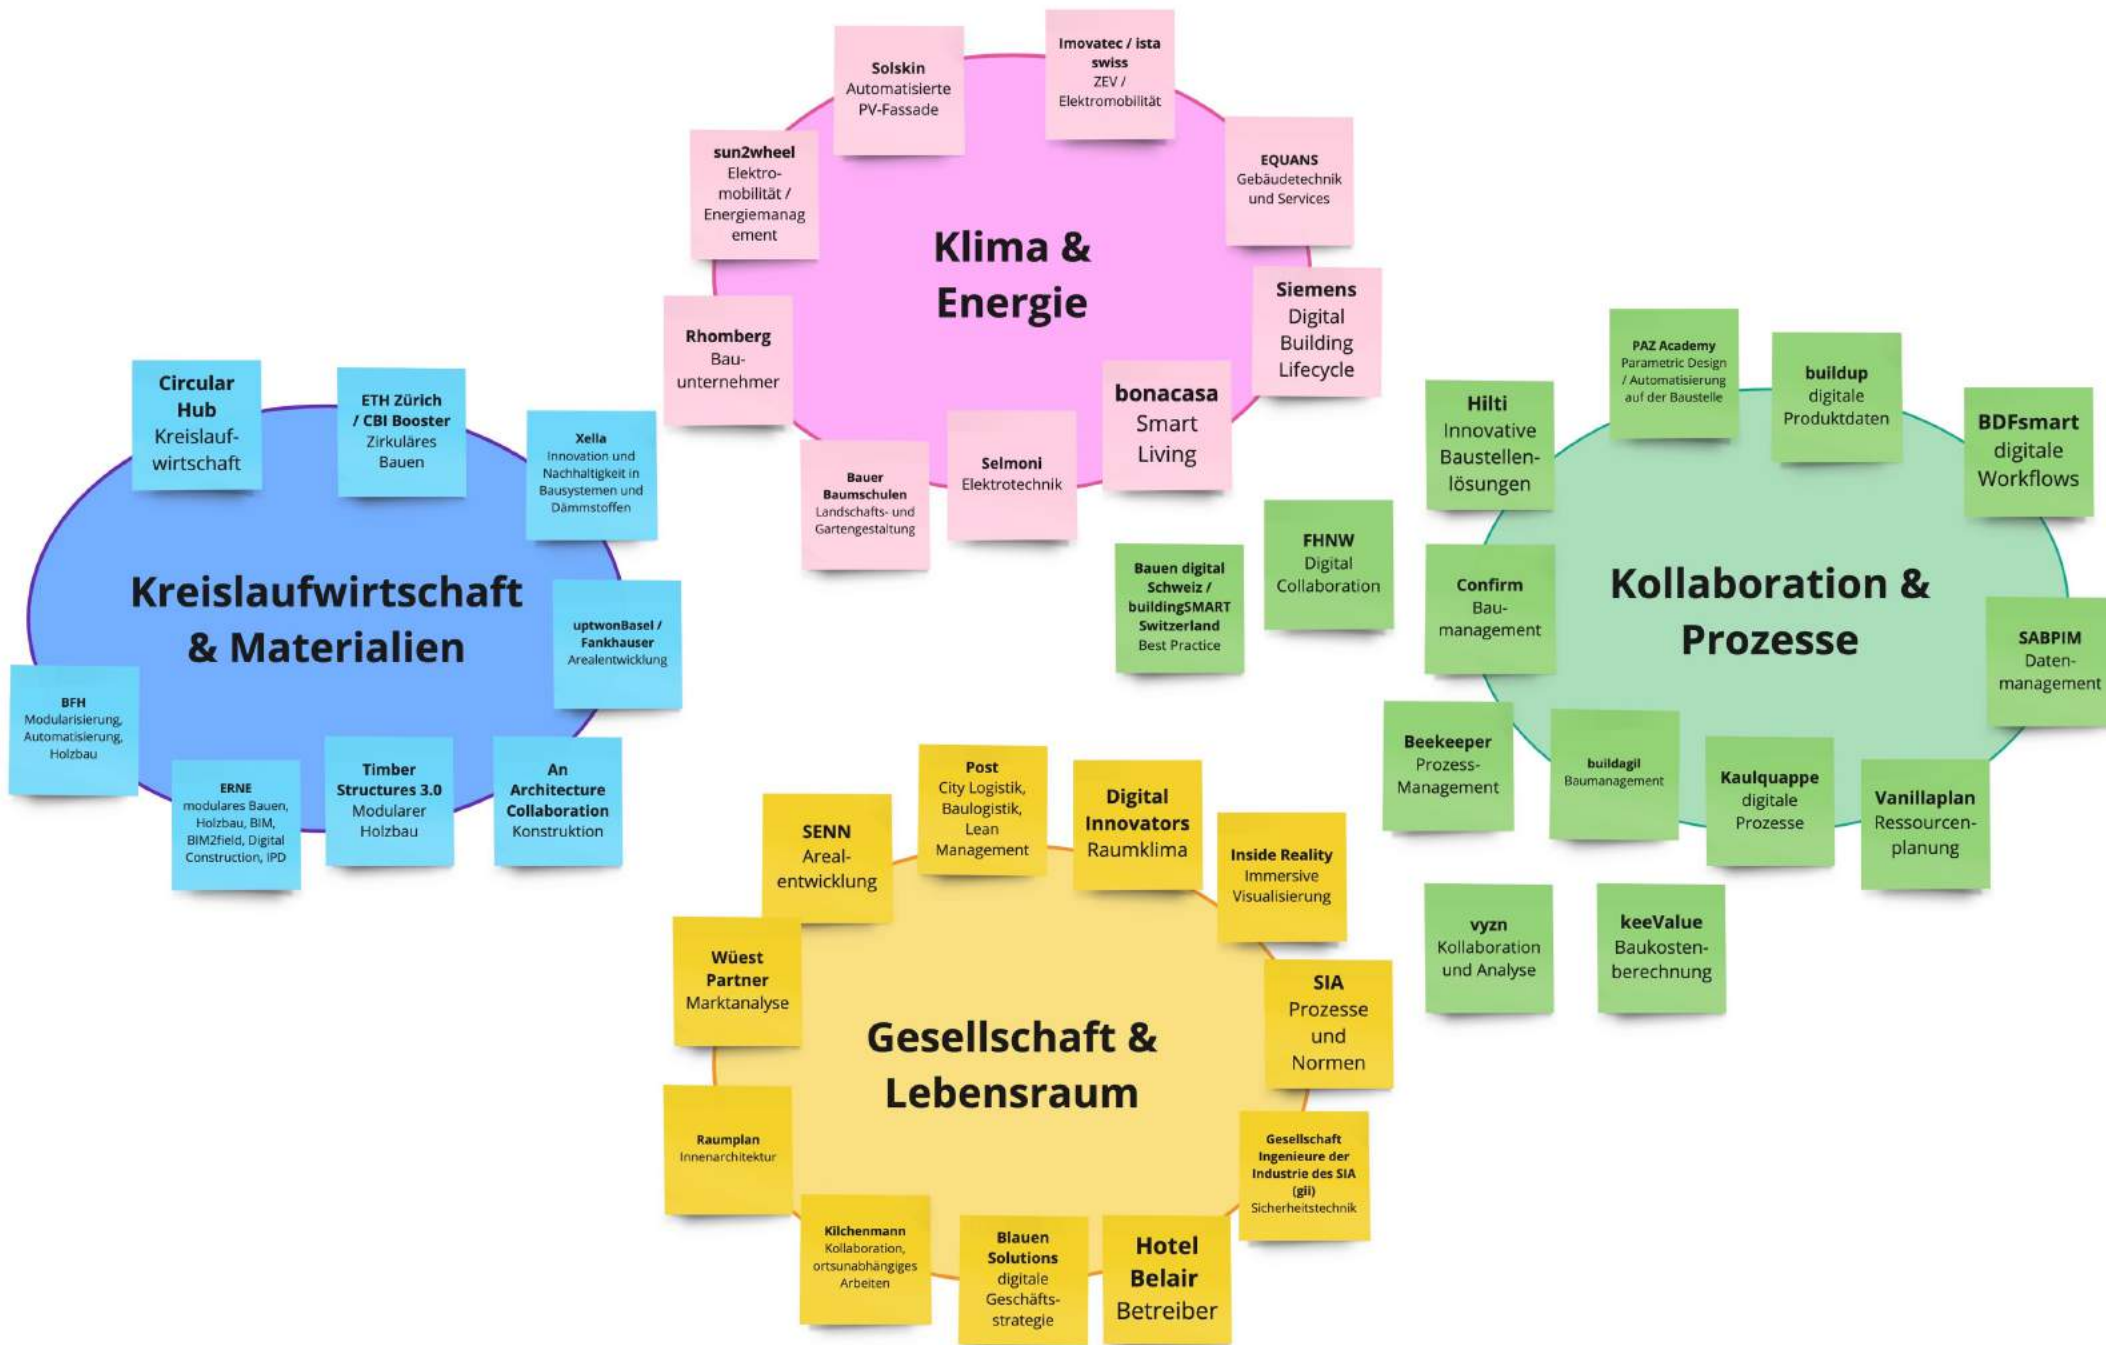 Solskin
Automatisierte
PV-Fassade
Imovatec / ista
swiss
ZEV /
Elektromobilität
sun2wheel
Elektro-
mobilität /
Energiemanag
ement
EQUANS
Gebäudetechnik
und Services
Klima &
Energie
Rhomberg
Bau-
unternehmer
Siemens
Digital
Building
Lifecycle
Bauer
Baumschulen
Landschafts- und
Gartengestaltung
Selmoni
Elektrotechnik
bonacasa
Smart
Living
Circular
Hub
Kreislauf-
wirtschaft
ETH Zürich
/ CBI Booster
Zirkuläres
Bauen
Xella
Innovation und
Nachhaltigkeit in
Bausystemen und
Dämmstoffen
Kreislaufwirtschaft
& Materialien
uptwonBasel /
Fankhauser
Arealentwicklung
BFH
Modularisierung,
Automatisierung,
Holzbau
ERNE
modulares Bauen,
Holzbau, BIM,
BIM2field, Digital
Construction, IPD
Timber
Structures 3.0
Modularer
Holzbau
An
Architecture
Collaboration
Konstruktion
Bauen digital
Schweiz /
buildingSMART
Switzerland
Best Practice
FHNW
Digital
Collaboration
Hilti
Innovative
Baustellen-
lösungen
PAZ Academy
Parametric Design
/ Automatisierung
auf der Baustelle
buildup
digitale
Produktdaten
BDFsmart
digitale
Workflows
Confirm
Bau-
management
Kollaboration &
Prozesse
SABPIM
Daten-
management
Beekeeper
Prozess-
Management
buildagil
Baumanagement
Kaulquappe
digitale
Prozesse
Vanillaplan
Ressourcen-
planung
vyzn
Kollaboration
und Analyse
keeValue
Baukosten-
berechnung
SENN
Areal-
entwicklung
Post
City Logistik,
Baulogistik,
Lean
Management
Digital
Innovators
Raumklima
Inside Reality
Immersive
Visualisierung
Wüest
Partner
Marktanalyse
SIA
Prozesse
und
Normen
Gesellschaft &
Lebensraum
Raumplan
Innenarchitektur
Gesellschaft
Ingenieure der
Industrie des SIA
(gii)
Sicherheitstechnik
Kilchenmann
Kollaboration,
ortsunabhängiges
Arbeiten
Blauen
Solutions
digitale
Geschäfts-
strategie
Hotel
Belair
Betreiber